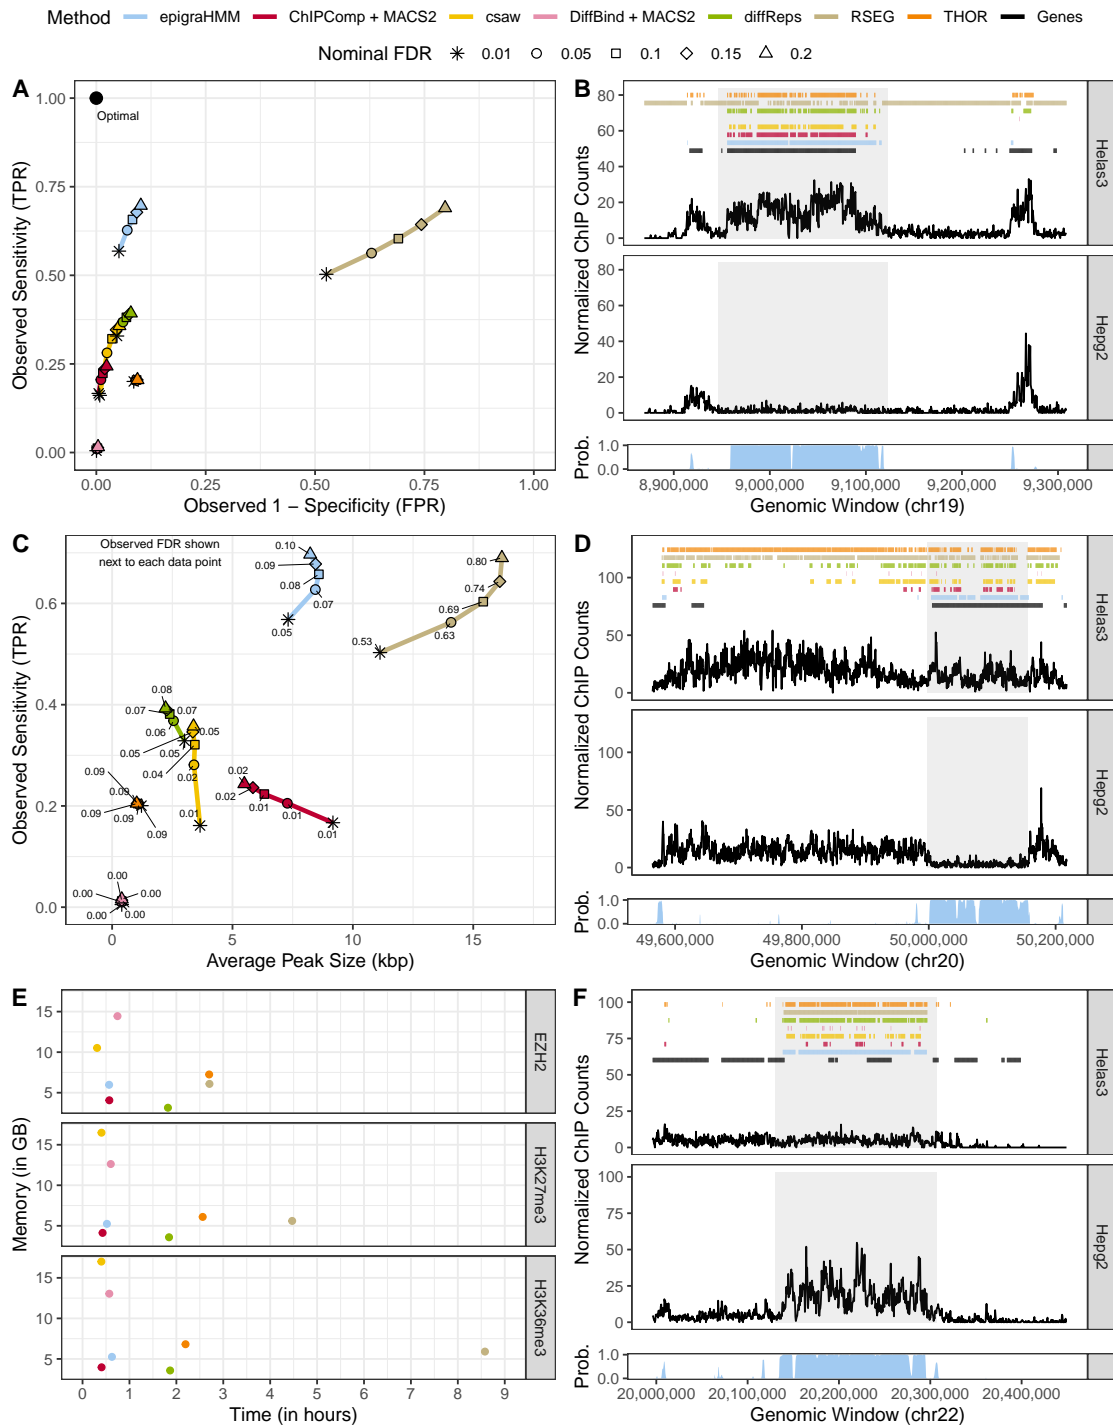 Method epigraHMM ChIPComp + MACS2 csaw DiffBind + MACS2 diffReps RSEG THOR Genes
Nominal FDR 0.01 0.05 0.1 0.15 0.2
A
Observed Sensitivity (TPR)
1.00
0.75
0.50
0.25
0.00
Optimal
0.00 0.25 0.50 0.75 1.00
Observed 1 − Specificity (FPR)
B
Normalized ChIP Counts
80
60
40
20
0
Helas3
80
60
40
20
0
Hepg2
Prob.
1.0
0.0
8,900,000 9,000,000 9,100,000 9,200,000 9,300,000
Genomic Window (chr19)
C
Observed Sensitivity (TPR)
Observed FDR shown
next to each data point
0.6
0.4
0.2
0.0
0.10
0.09
0.08
0.07
0.05
0.80
0.74
0.69
0.63
0.53
0.08
0.07
0.07
0.06
0.05
0.05
0.05
0.04
0.02
0.01
0.02
0.02
0.01
0.01
0.01
0.09
0.09
0.09
0.09
0.09
0.00
0.00
0.00
0.00
0.00
0 5 10 15
Average Peak Size (kbp)
D
Normalized ChIP Counts
100
50
0
Helas3
100
50
0
Hepg2
Prob.
1.0
0.0
49,600,000 49,800,000 50,000,000 50,200,000
Genomic Window (chr20)
E
Memory (in GB)
15
10
5
EZH2
15
10
5
H3K27me3
15
10
5
H3K36me3
0 1 2 3 4 5 6 7 8 9
Time (in hours)
F
Normalized ChIP Counts
100
75
50
25
0
Helas3
100
75
50
25
0
Hepg2
Prob.
1.0
0.0
20,000,000 20,100,000 20,200,000 20,300,000 20,400,000
Genomic Window (chr22)